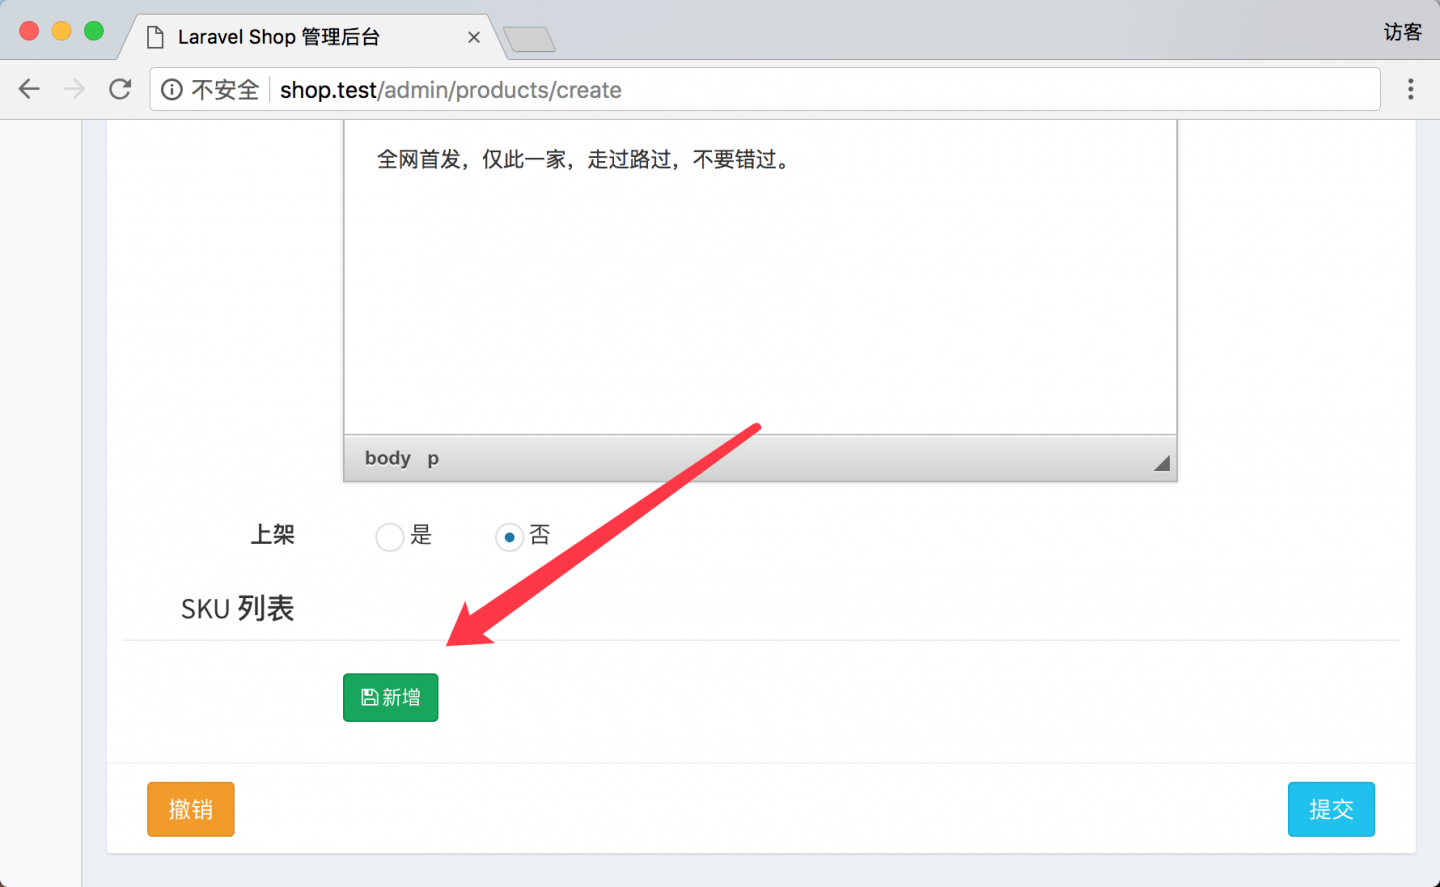 Laravel Shop 管理后台
访客
不安全 shop.test/admin/products/create
全网首发，仅此一家，走过路过，不要错过。
body p
上架 是 否
SKU 列表
新增
撤销 提交